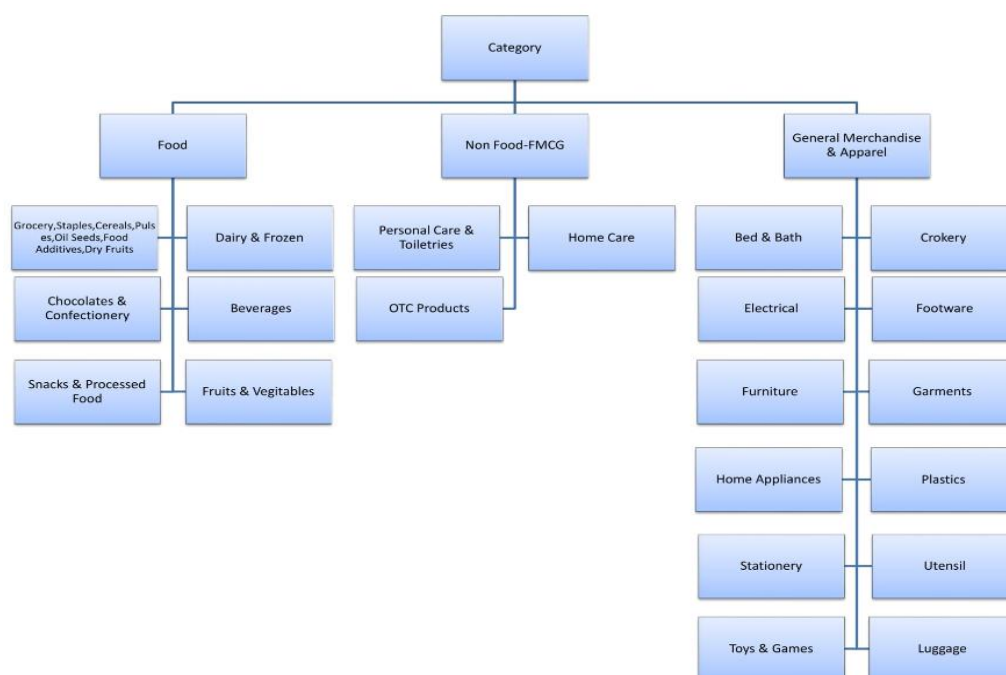 Category
Food
Non Food-FMCG
General Merchandise
& Apparel
Grocery,Staples,Cereals,Puls
es,Oil Seeds,Food
Additives,Dry Fruits
Dairy & Frozen
Personal Care &
Toiletries
Home Care
Bed & Bath
Crokery
Chocolates &
Confectionery
Beverages
OTC Products
Electrical
Footware
Snacks & Processed
Food
Fruits & Vegitables
Furniture
Garments
Home Appliances
Plastics
Stationery
Utensil
Toys & Games
Luggage